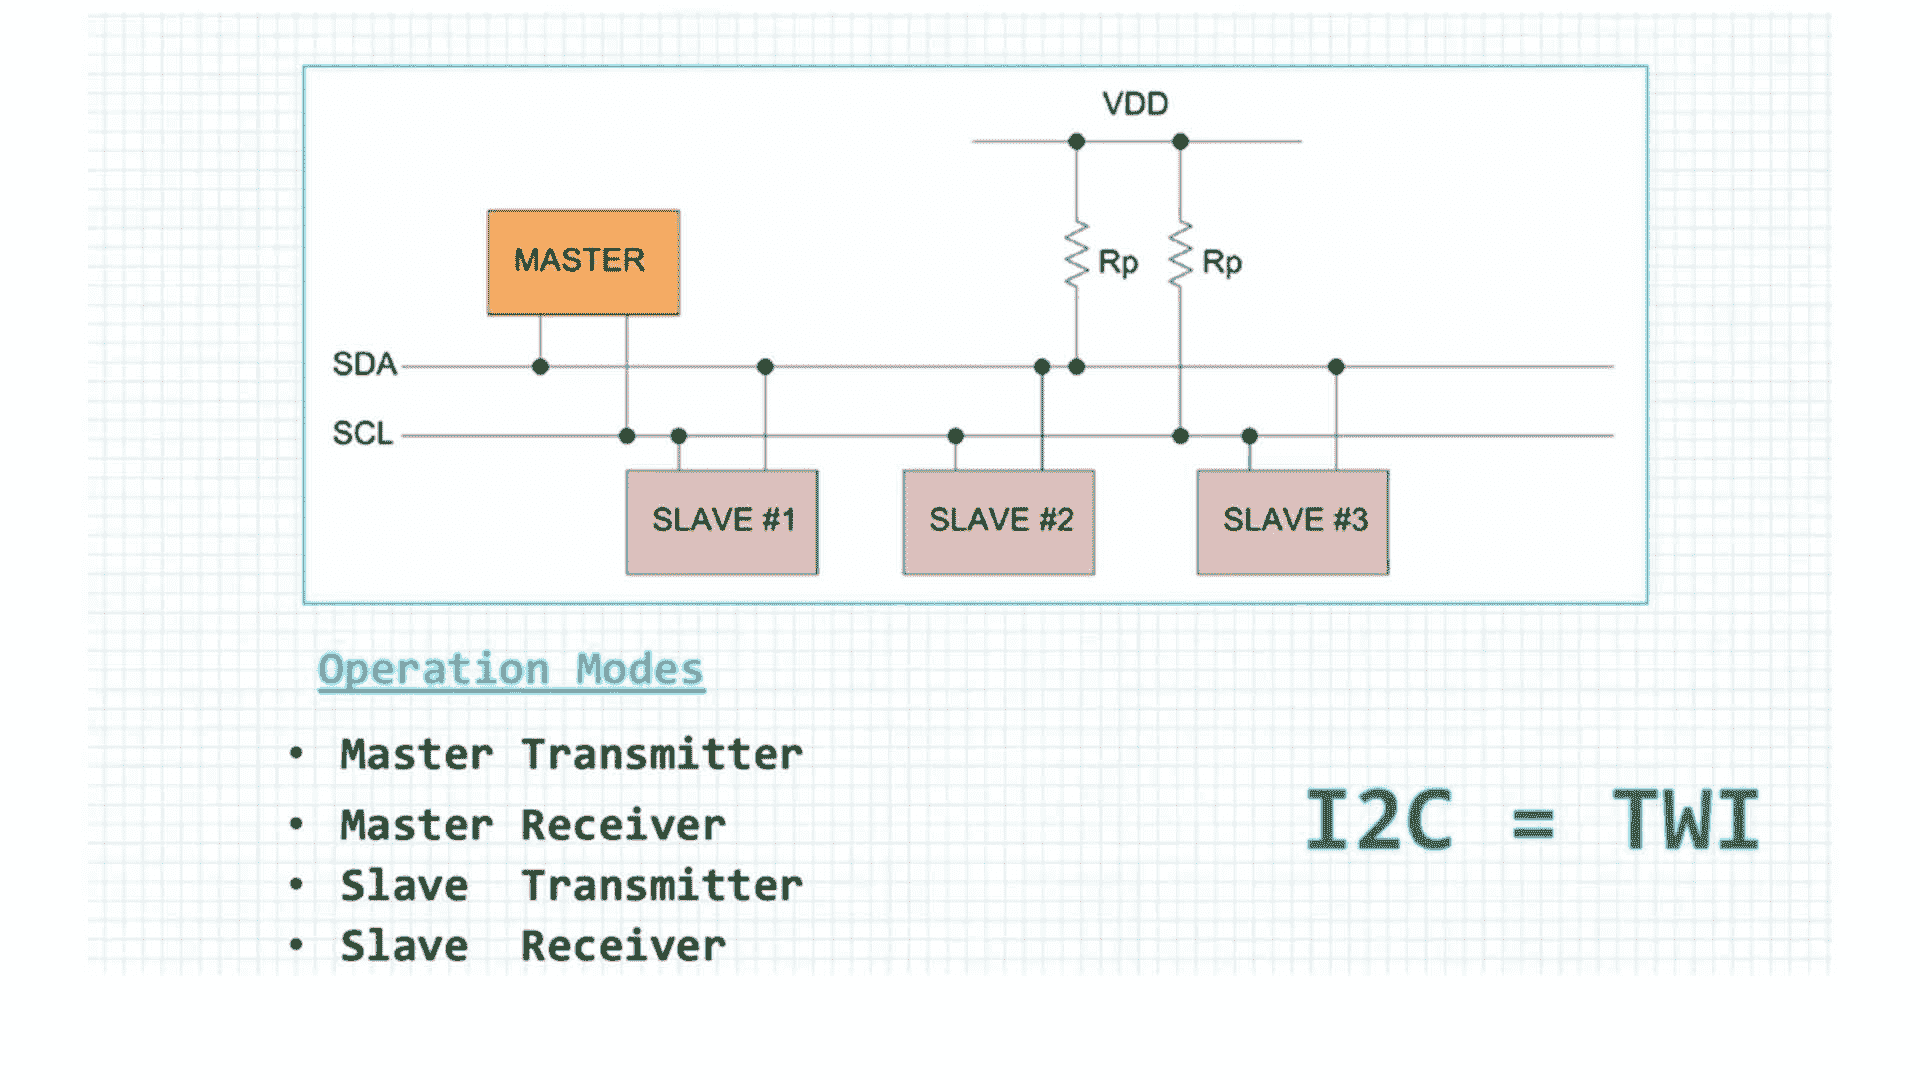 VDD
MASTER
Rp
Rp
SDA
SCL
SLAVE #1
SLAVE #2
SLAVE #3
Operation Modes
• Master Transmitter
• Master Receiver
• Slave Transmitter
• Slave Receiver
I2C = TWI